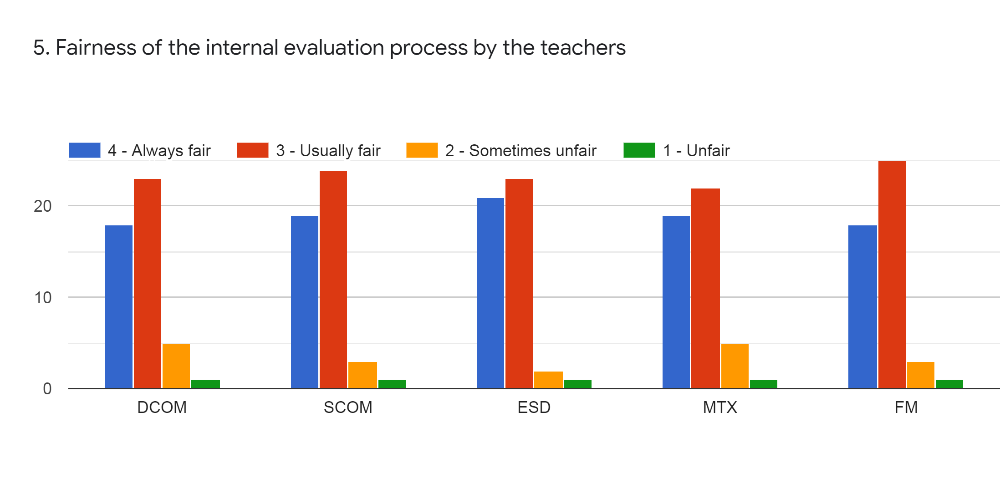 5. Fairness of the internal evaluation process by the teachers
4 - Always fair
3 - Usually fair
2 - Sometimes unfair
1 - Unfair
20
10
0
DCOM
SCOM
ESD
MTX
FM